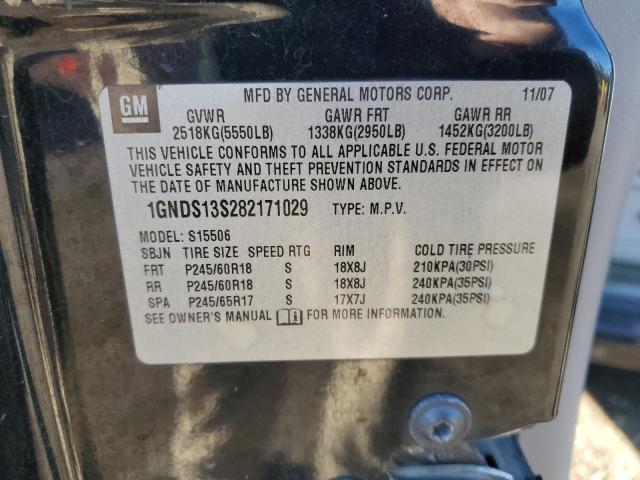 GM
MFD BY GENERAL MOTORS CORP. 11/07
GVWR GAWR FRT GAWR RR
2518KG(5550LB) 1338KG(2950LB) 1452KG(3200LB)
THIS VEHICLE CONFORMS TO ALL APPLICABLE U.S. FEDERAL MOTOR
VEHICLE SAFETY AND THEFT PREVENTION STANDARDS IN EFFECT ON
THE DATE OF MANUFACTURE SHOWN ABOVE.
1GNDS13S282171029 TYPE: M.P.V.
MODEL: S15506
SBJN TIRE SIZE SPEED RTG RIM COLD TIRE PRESSURE
FRT P245/60R18 S 18X8J 210KPA(30PSI)
RR P245/60R18 S 18X8J 240KPA(35PSI)
SPA P245/65R17 S 17X7J 240KPA(35PSI)
SEE OWNER'S MANUAL FOR MORE INFORMATION.